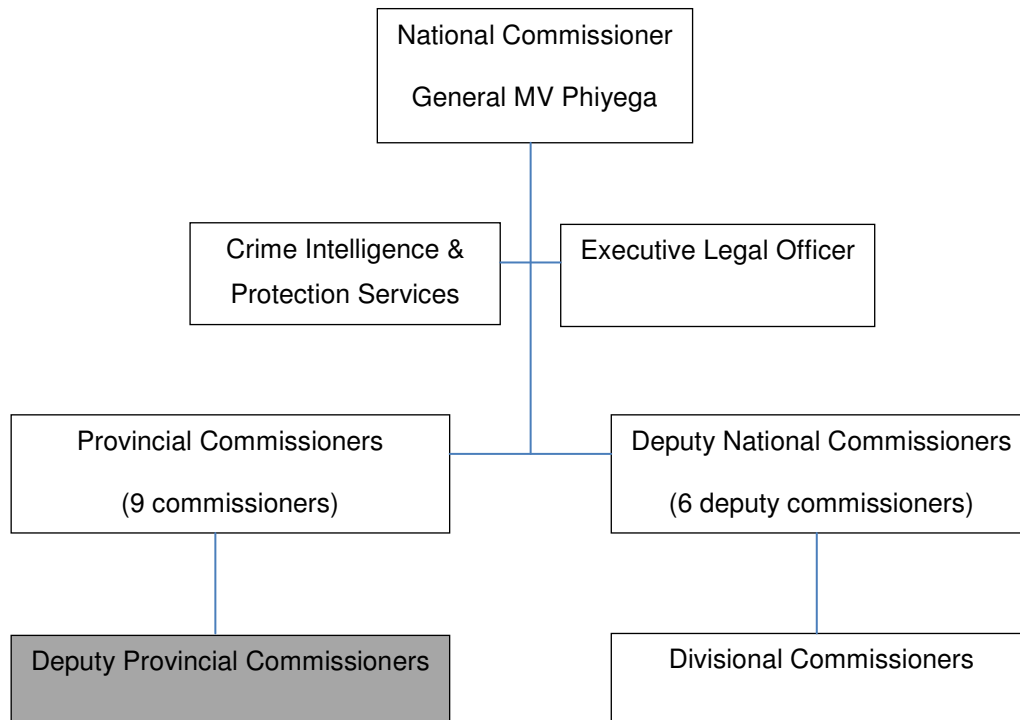 National Commissioner
General MV Phiyega
Crime Intelligence &
Protection Services
Executive Legal Officer
Provincial Commissioners
(9 commissioners)
Deputy National Commissioners
(6 deputy commissioners)
Deputy Provincial Commissioners
Divisional Commissioners